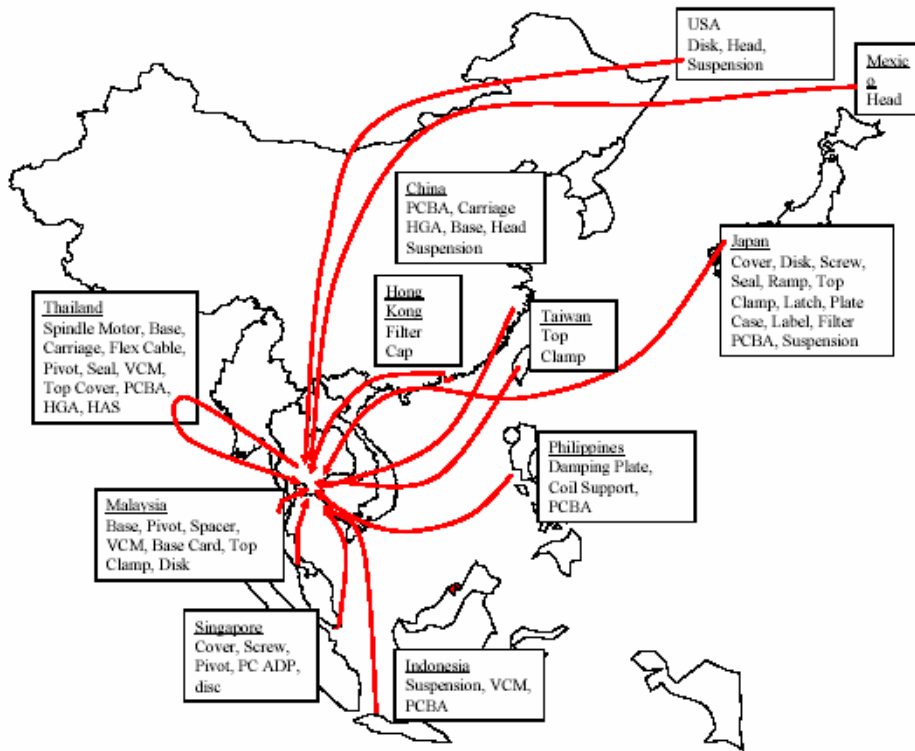 USA
Disk, Head,
Suspension
Mexic
o
Head
China
PCBA, Carriage
HGA, Base, Head
Suspension
Japan
Cover, Disk, Screw,
Seal, Ramp, Top
Clamp, Latch, Plate
Case, Label, Filter
PCBA, Suspension
Hong
Kong
Filter
Cap
Taiwan
Top
Clamp
Thailand
Spindle Motor, Base,
Carriage, Flex Cable,
Pivot, Seal, VCM,
Top Cover, PCBA,
HGA, HAS
Philippines
Damping Plate,
Coil Support,
PCBA
Malaysia
Base, Pivot, Spacer,
VCM, Base Card, Top
Clamp, Disk
Singapore
Cover, Screw,
Pivot, PC ADP,
disc
Indonesia
Suspension, VCM,
PCBA